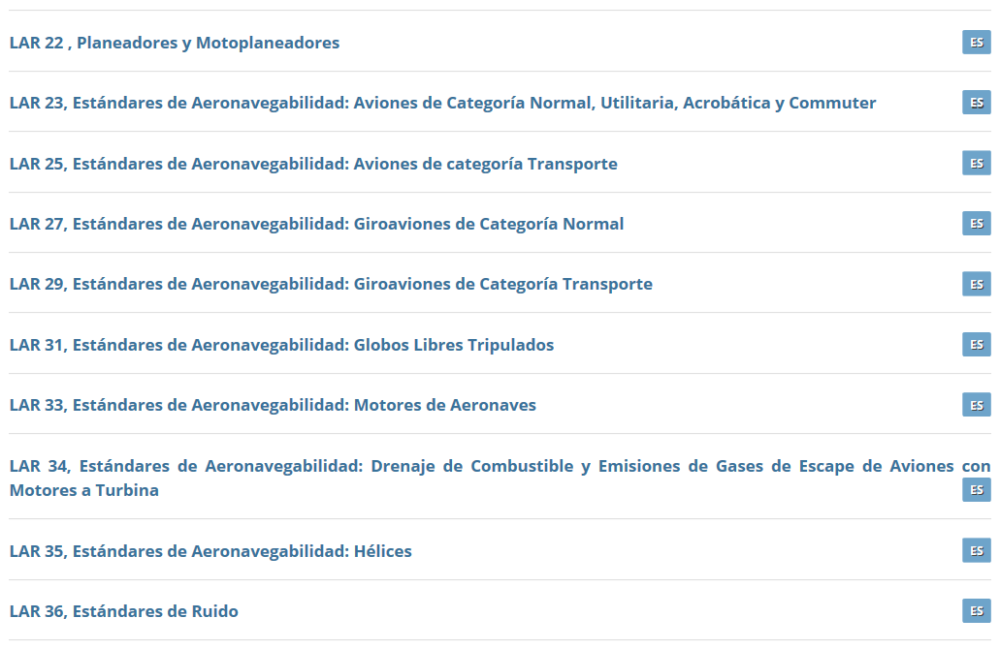 LAR 22 , Planeadores y Motoplaneadores ES
LAR 23, Estándares de Aeronavegabilidad: Aviones de Categoría Normal, Utilitaria, Acrobática y Commuter ES
LAR 25, Estándares de Aeronavegabilidad: Aviones de categoría Transporte ES
LAR 27, Estándares de Aeronavegabilidad: Giroaviones de Categoría Normal ES
LAR 29, Estándares de Aeronavegabilidad: Giroaviones de Categoría Transporte ES
LAR 31, Estándares de Aeronavegabilidad: Globos Libres Tripulados ES
LAR 33, Estándares de Aeronavegabilidad: Motores de Aeronaves ES
LAR 34, Estándares de Aeronavegabilidad: Drenaje de Combustible y Emisiones de Gases de Escape de Aviones con
Motores a Turbina ES
LAR 35, Estándares de Aeronavegabilidad: Hélices ES
LAR 36, Estándares de Ruido ES